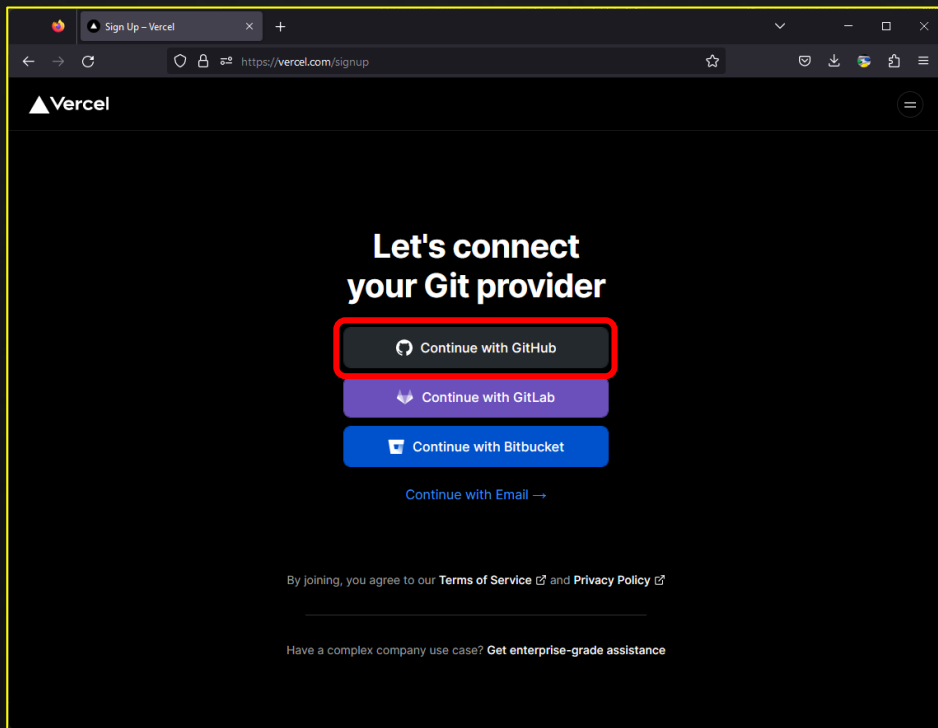 Sign Up – Vercel
https://vercel.com/signup
Vercel
Let's connect
your Git provider
Continue with GitHub
Continue with GitLab
Continue with Bitbucket
Continue with Email →
By joining, you agree to our Terms of Service and Privacy Policy
Have a complex company use case? Get enterprise-grade assistance